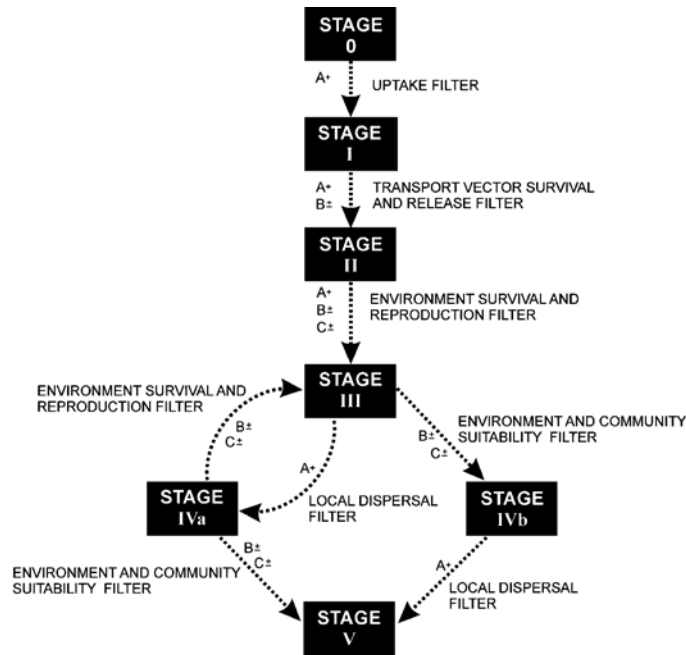 STAGE
0
A+
UPTAKE FILTER
STAGE
I
A+
B±
TRANSPORT VECTOR SURVIVAL
AND RELEASE FILTER
STAGE
II
A+
B±
C±
ENVIRONMENT SURVIVAL AND
REPRODUCTION FILTER
STAGE
III
ENVIRONMENT SURVIVAL AND
REPRODUCTION FILTER
B±
C±
A+
LOCAL DISPERSAL
FILTER
B±
C±
ENVIRONMENT AND COMMUNITY
SUITABILITY FILTER
STAGE
IVa
STAGE
IVb
B±
C±
ENVIRONMENT AND COMMUNITY
SUITABILITY FILTER
A+
LOCAL DISPERSAL
FILTER
STAGE
V